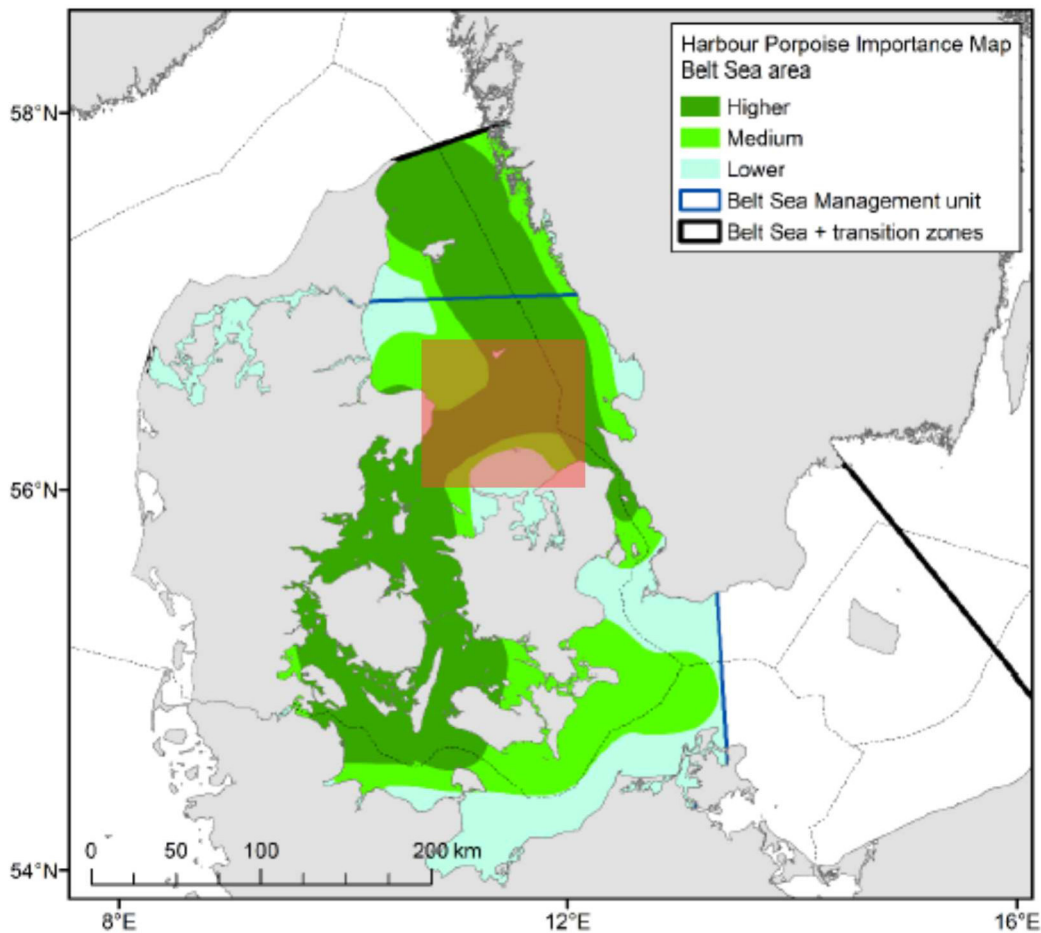 Harbour Porpoise Importance Map
Belt Sea area
Higher
Medium
Lower
Belt Sea Management unit
Belt Sea + transition zones
58°N
56°N
54°N
0 50 100 200 km
8°E 12°E 16°E